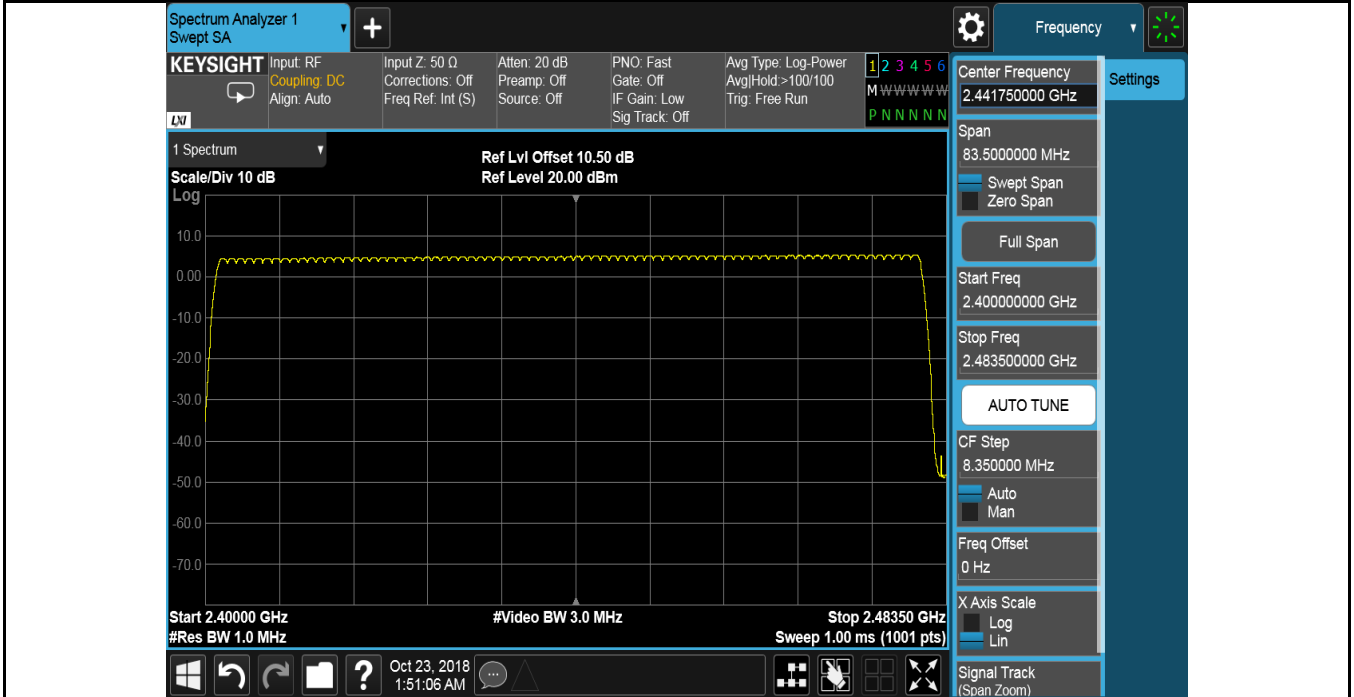 Spectrum Analyzer 1
Swept SA
Frequency
KEYSIGHT
LXI
Input: RF
Coupling: DC
Align: Auto
Input Z: 50 Ω
Corrections: Off
Freq Ref: Int (S)
Atten: 20 dB
Preamp: Off
Source: Off
PNO: Fast
Gate: Off
IF Gain: Low
Sig Track: Off
Avg Type: Log-Power
Avg|Hold:>100/100
Trig: Free Run
1 2 3 4 5 6
M W W W W W
P N N N N N
Center Frequency
2.441750000 GHz
Settings
Span
83.5000000 MHz
Swept Span
Zero Span
Full Span
Start Freq
2.400000000 GHz
Stop Freq
2.483500000 GHz
AUTO TUNE
CF Step
8.350000 MHz
Auto
Man
Freq Offset
0 Hz
X Axis Scale
Log
Lin
Signal Track
(Span Zoom)
1 Spectrum
Scale/Div 10 dB
Ref Lvl Offset 10.50 dB
Ref Level 20.00 dBm
Log
10.0
0.00
-10.0
-20.0
-30.0
-40.0
-50.0
-60.0
-70.0
Start 2.40000 GHz
#Video BW 3.0 MHz
Stop 2.48350 GHz
#Res BW 1.0 MHz
Sweep 1.00 ms (1001 pts)
?
Oct 23, 2018
1:51:06 AM